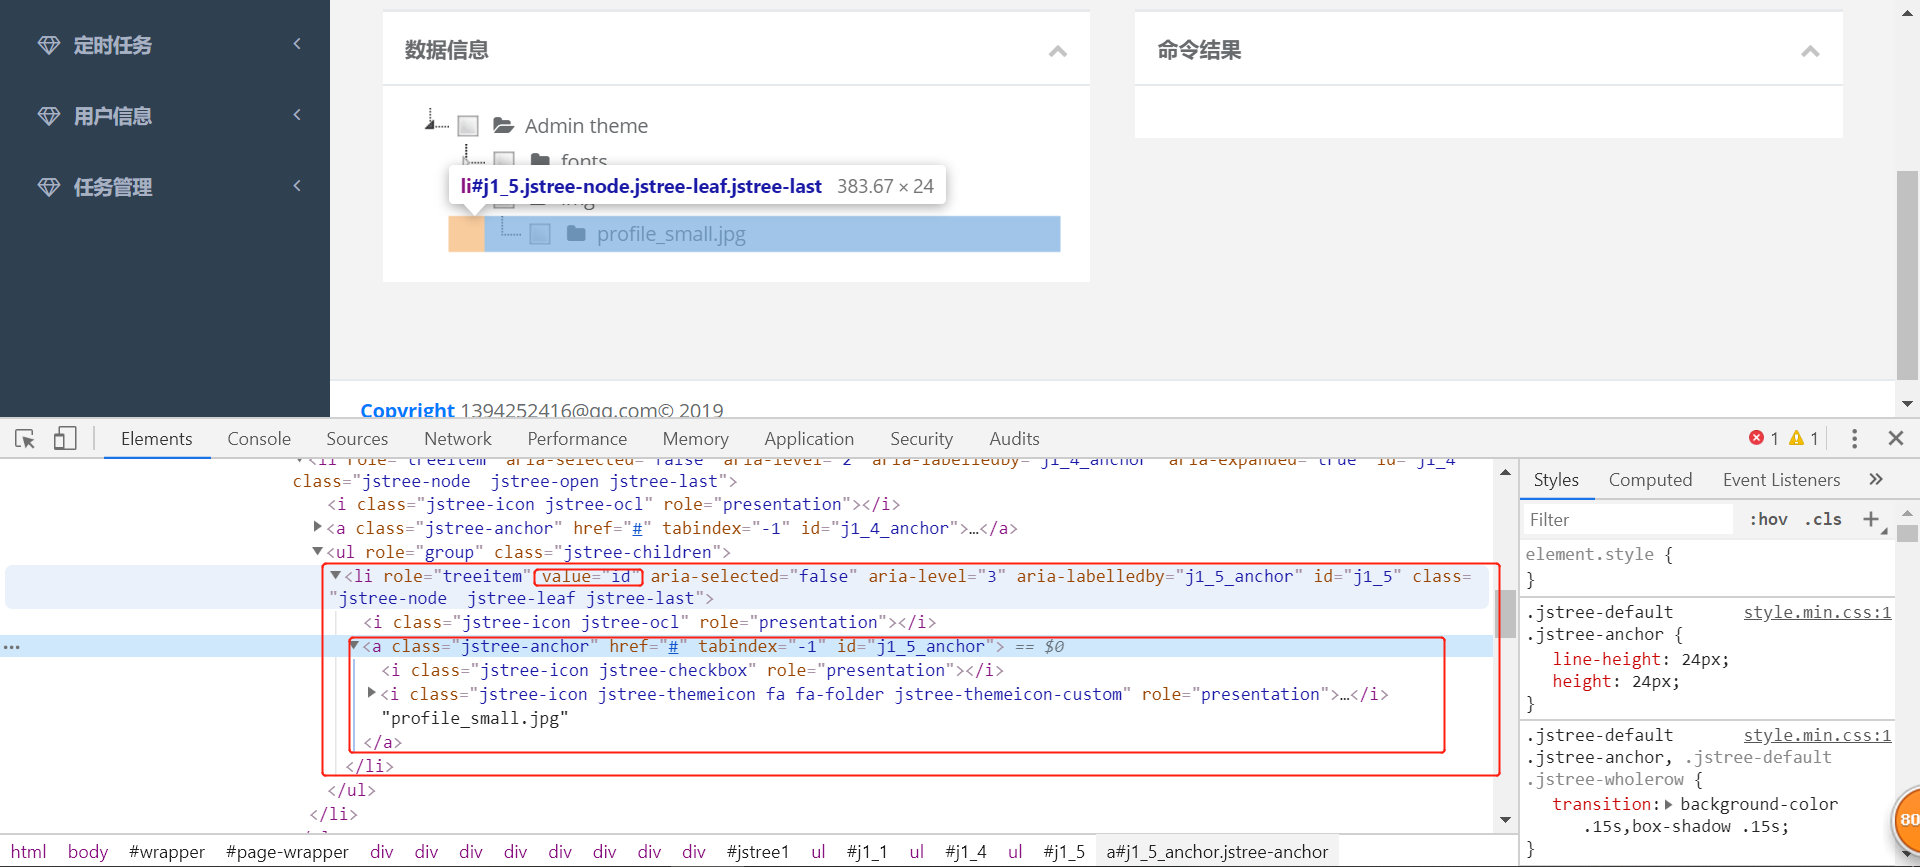 定时任务
用户信息
任务管理
数据信息
Admin theme
fonts
li#j1_5.jstree-node.jstree-leaf.jstree-last 383.67 × 24
img
profile_small.jpg
命令结果
Copyright 1394252416@qq.com© 2019
Elements Console Sources Network Performance Memory Application Security Audits 1 1
<li role="treeitem" aria-selected="false" aria-level="2" aria-labelledby="j1_4_anchor" aria-expanded="true" id="j1_4"
class="jstree-node  jstree-open jstree-last">
<i class="jstree-icon jstree-ocl" role="presentation"></i>
<a class="jstree-anchor" href="#" tabindex="-1" id="j1_4_anchor">…</a>
<ul role="group" class="jstree-children">
<li role="treeitem" value="id" aria-selected="false" aria-level="3" aria-labelledby="j1_5_anchor" id="j1_5" class=
"jstree-node  jstree-leaf jstree-last">
<i class="jstree-icon jstree-ocl" role="presentation"></i>
… <a class="jstree-anchor" href="#" tabindex="-1" id="j1_5_anchor"> == $0
<i class="jstree-icon jstree-checkbox" role="presentation"></i>
<i class="jstree-icon jstree-themeicon fa fa-folder jstree-themeicon-custom" role="presentation">…</i>
"profile_small.jpg"
</a>
</li>
</ul>
</li>
html body #wrapper #page-wrapper div div div div div div div div #jstree1 ul #j1_1 ul #j1_4 ul #j1_5 a#j1_5_anchor.jstree-anchor
Styles Computed Event Listeners »
Filter :hov .cls +
element.style {
}
.jstree-default style.min.css:1
.jstree-anchor {
line-height: 24px;
height: 24px;
}
.jstree-default style.min.css:1
.jstree-anchor, .jstree-default
.jstree-wholerow {
transition: background-color
.15s,box-shadow .15s;
}
80